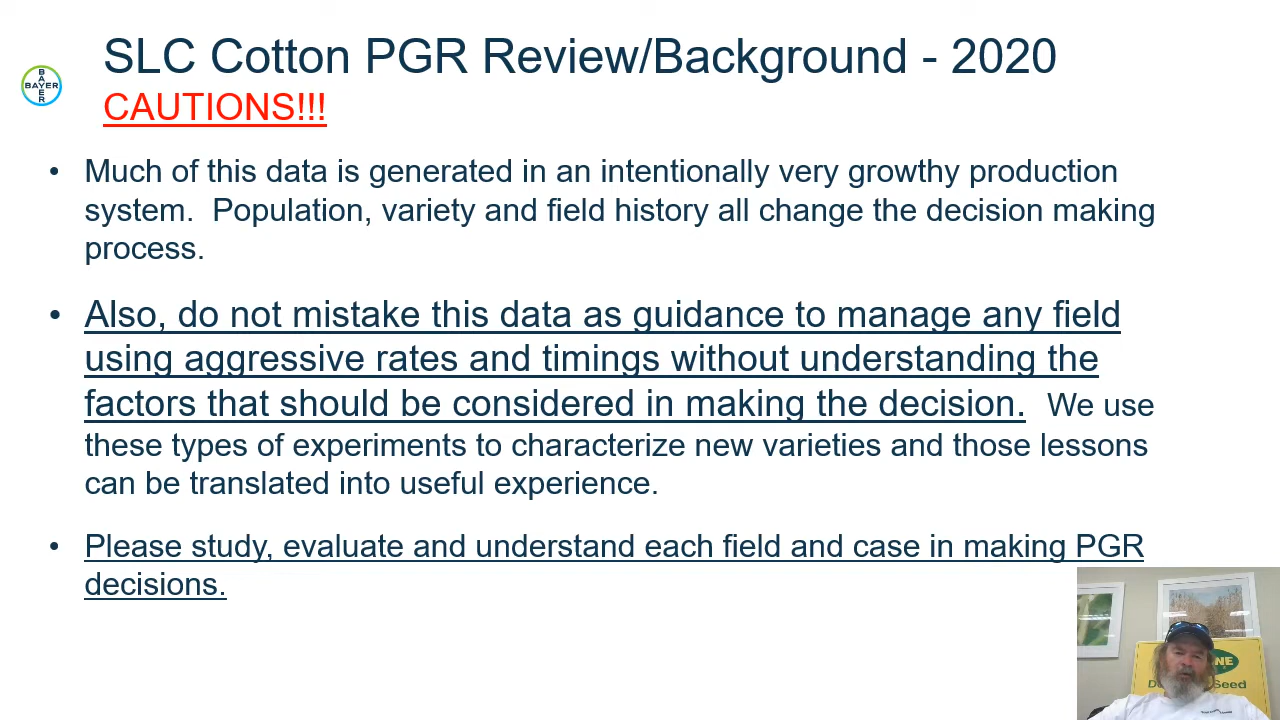 SLC Cotton PGR Review/Background - 2020
BAYER
BAYER
CAUTIONS!!!
• Much of this data is generated in an intentionally very growthy production
system. Population, variety and field history all change the decision making
process.
• Also, do not mistake this data as guidance to manage any field
using aggressive rates and timings without understanding the
factors that should be considered in making the decision. We use
these types of experiments to characterize new varieties and those lessons
can be translated into useful experience.
• Please study, evaluate and understand each field and case in making PGR
decisions.
NE
Seed